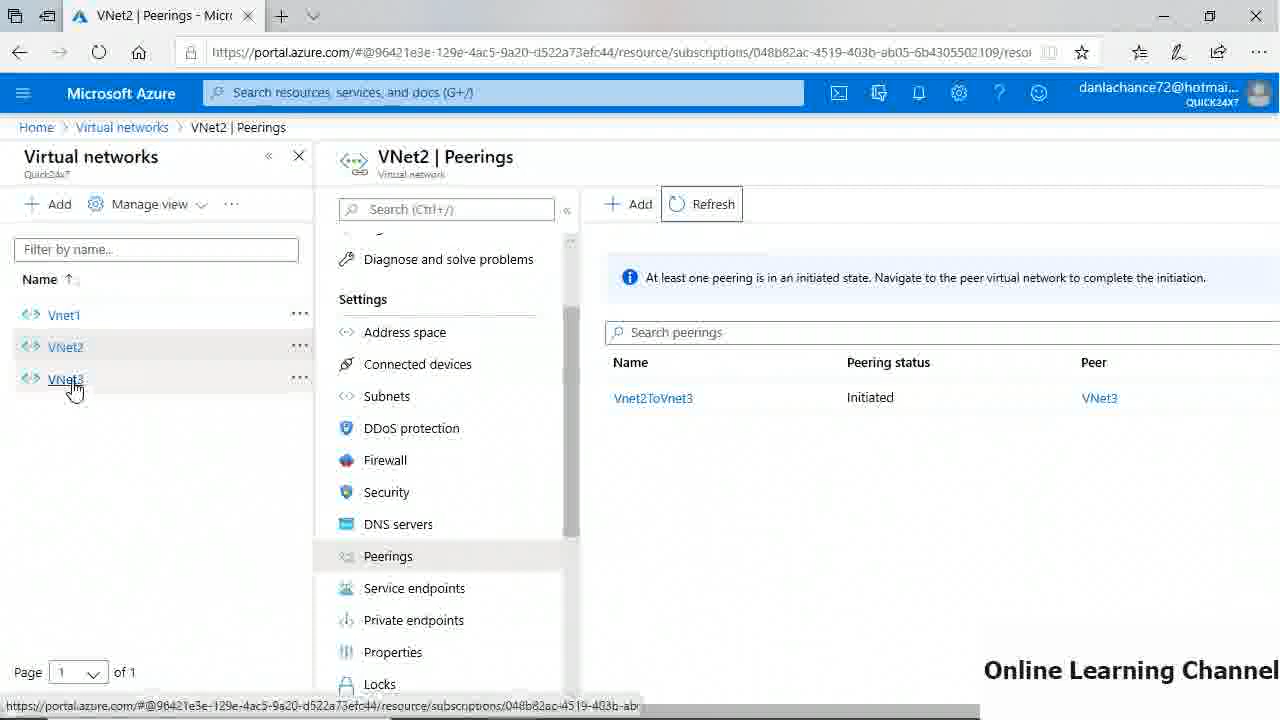 VNet2 | Peerings - Micr
https://portal.azure.com/#@96421e3e-129e-4ac5-9a20-d522a73efc44/resource/subscriptions/048b82ac-4519-403b-ab05-6b4305502109/resou
Microsoft Azure
Search resources, services, and docs (G+/)
danlachance72@hotmai...
QUICK24X7
Home > Virtual networks > VNet2 | Peerings
Virtual networks
Quick24x7
Add
Manage view
Filter by name...
Name
Vnet1
VNet2
VNet3
Page 1 of 1
VNet2 | Peerings
Virtual network
Search (Ctrl+/)
Diagnose and solve problems
Settings
Address space
Connected devices
Subnets
DDoS protection
Firewall
Security
DNS servers
Peerings
Service endpoints
Private endpoints
Properties
Locks
Add
Refresh
At least one peering is in an initiated state. Navigate to the peer virtual network to complete the initiation.
Search peerings
Name Peering status Peer
Vnet2ToVnet3 Initiated VNet3
Online Learning Channel
https://portal.azure.com/#@96421e3e-129e-4ac5-9a20-d522a73efc44/resource/subscriptions/048b82ac-4519-403b-ab0